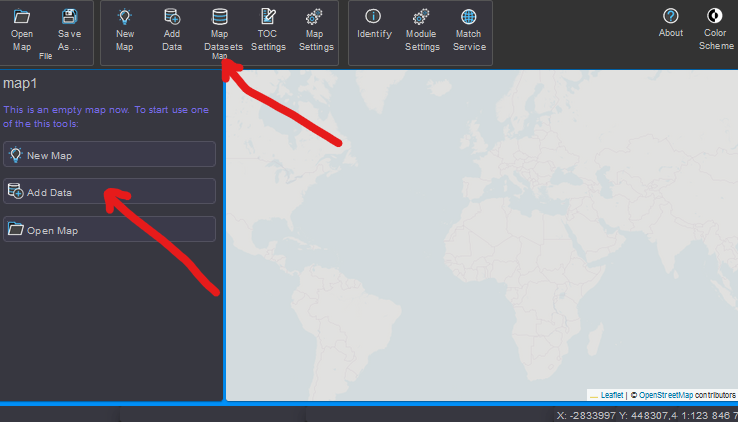 Open Map
Save As ...
File
New Map
Add Data
Map Datasets
TOC Settings
Map Settings
Map
Identify
Module Settings
Match Service
About
Color Scheme
map1
This is an empty map now. To start use one
of the this tools:
New Map
Add Data
Open Map
Leaflet | © OpenStreetMap contributors
X: -2833997 Y: 448307,4 1:123 846 7